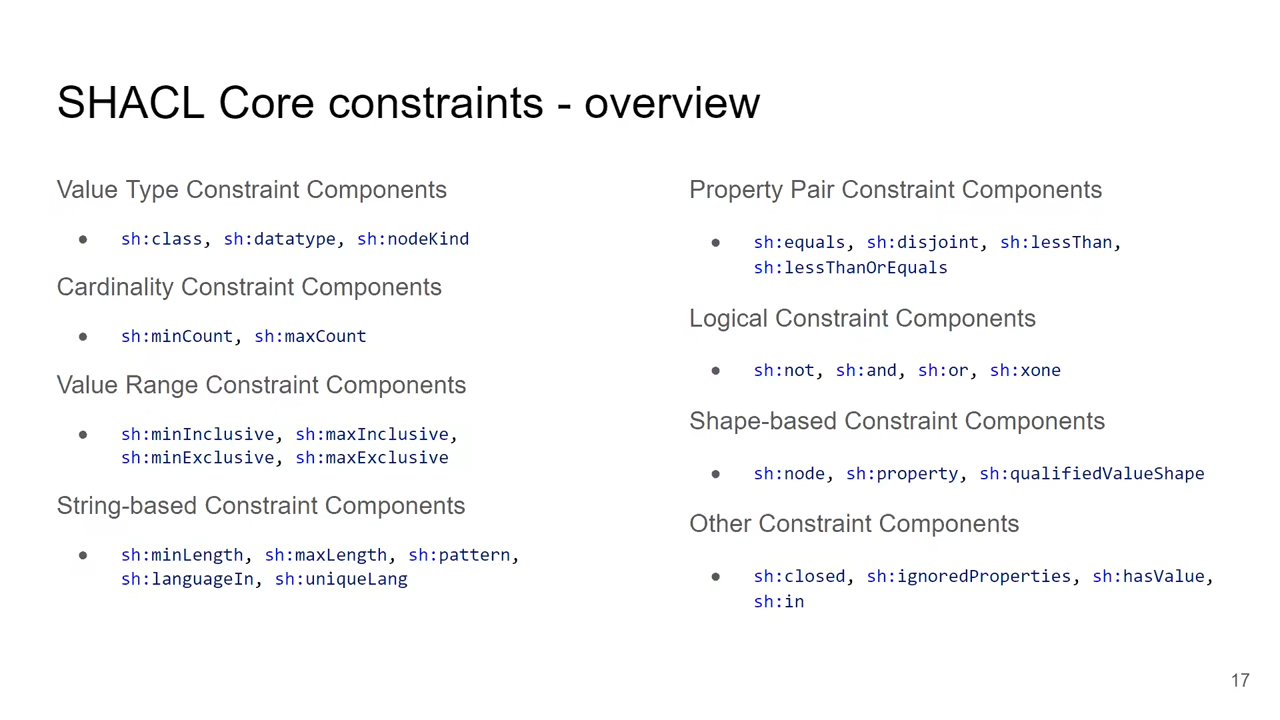 SHACL Core constraints - overview
Value Type Constraint Components
● sh:class, sh:datatype, sh:nodeKind
Cardinality Constraint Components
● sh:minCount, sh:maxCount
Value Range Constraint Components
● sh:minInclusive, sh:maxInclusive,
sh:minExclusive, sh:maxExclusive
String-based Constraint Components
● sh:minLength, sh:maxLength, sh:pattern,
sh:languageIn, sh:uniqueLang
Property Pair Constraint Components
● sh:equals, sh:disjoint, sh:lessThan,
sh:lessThanOrEquals
Logical Constraint Components
● sh:not, sh:and, sh:or, sh:xone
Shape-based Constraint Components
● sh:node, sh:property, sh:qualifiedValueShape
Other Constraint Components
● sh:closed, sh:ignoredProperties, sh:hasValue,
sh:in
17